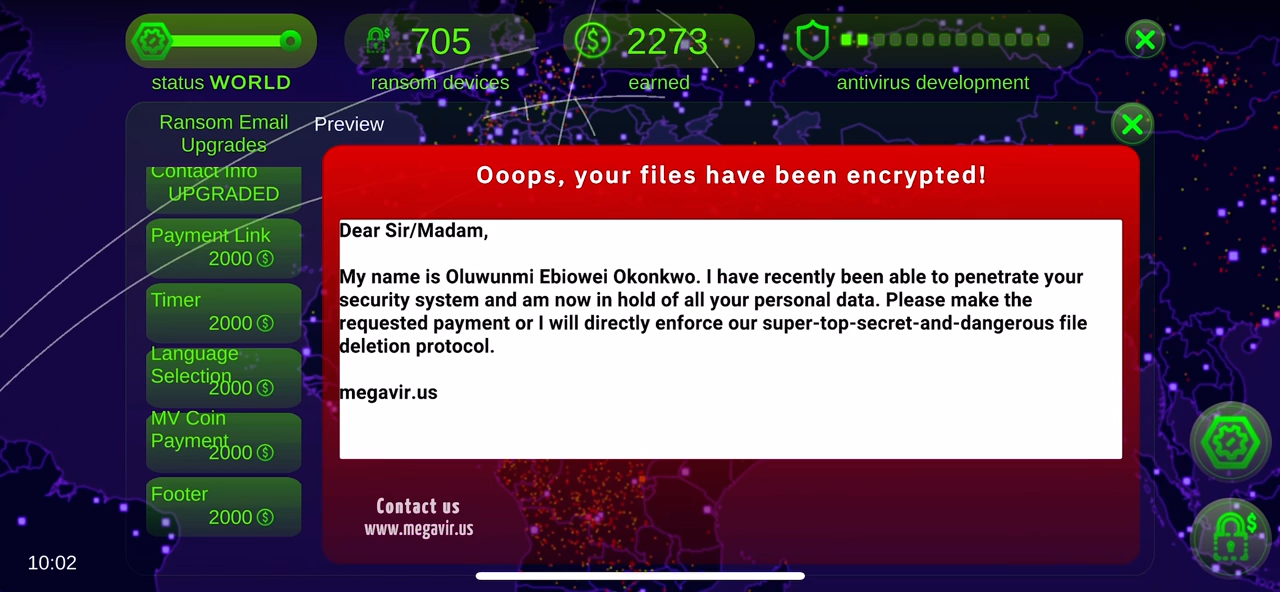 705
2273
status WORLD
ransom devices
earned
antivirus development
Ransom Email
Upgrades
Preview
Contact Info
UPGRADED
Payment Link
2000
Timer
2000
Language
Selection
2000
MV Coin
Payment
2000
Footer
2000
Ooops, your files have been encrypted!
Dear Sir/Madam,
My name is Oluwunmi Ebiowei Okonkwo. I have recently been able to penetrate your
security system and am now in hold of all your personal data. Please make the
requested payment or I will directly enforce our super-top-secret-and-dangerous file
deletion protocol.
megavir.us
Contact us
www.megavir.us
10:02